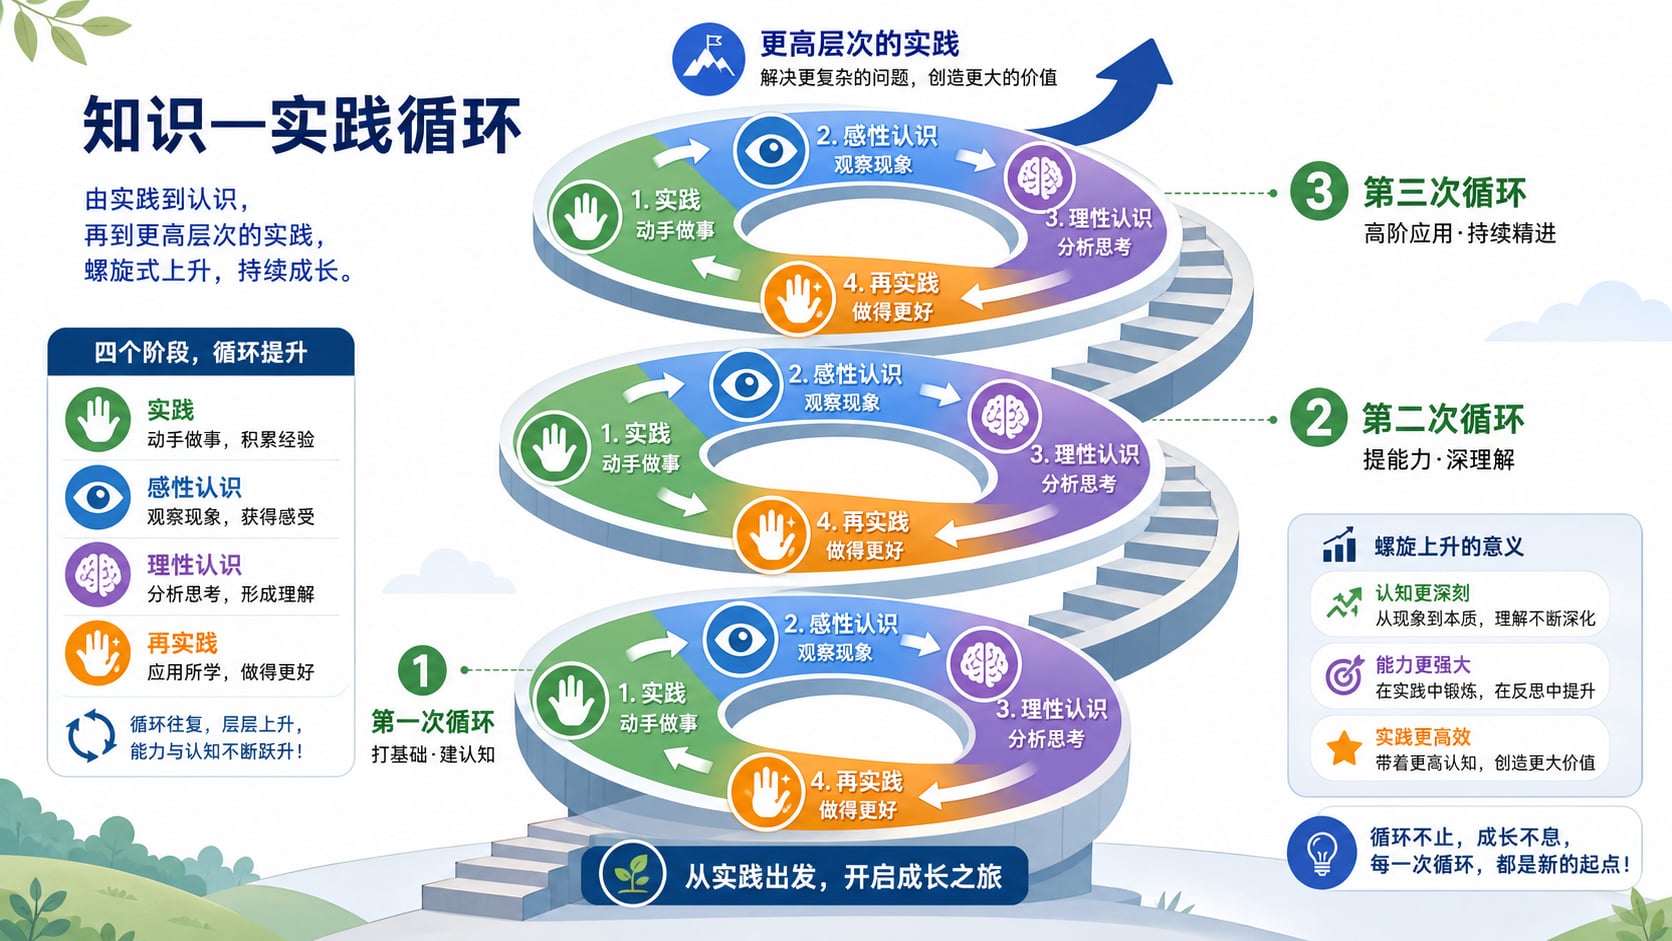 知识—实践循环
由实践到认识，
再到更高层次的实践，
螺旋式上升，持续成长。
四个阶段，循环提升
实践
动手做事，积累经验
感性认识
观察现象，获得感受
理性认识
分析思考，形成理解
再实践
应用所学，做得更好
循环往复，层层上升，
能力与认知不断跃升！
更高层次的实践
解决更复杂的问题，创造更大的价值
1. 实践
动手做事
2. 感性认识
观察现象
3. 理性认识
分析思考
4. 再实践
做得更好
3
第三次循环
高阶应用·持续精进
1. 实践
动手做事
2. 感性认识
观察现象
3. 理性认识
分析思考
4. 再实践
做得更好
2
第二次循环
提能力·深理解
1
第一次循环
打基础·建认知
1. 实践
动手做事
2. 感性认识
观察现象
3. 理性认识
分析思考
4. 再实践
做得更好
从实践出发，开启成长之旅
螺旋上升的意义
认知更深刻
从现象到本质，理解不断深化
能力更强大
在实践中锻炼，在反思中提升
实践更高效
带着更高认知，创造更大价值
循环不止，成长不息，
每一次循环，都是新的起点！